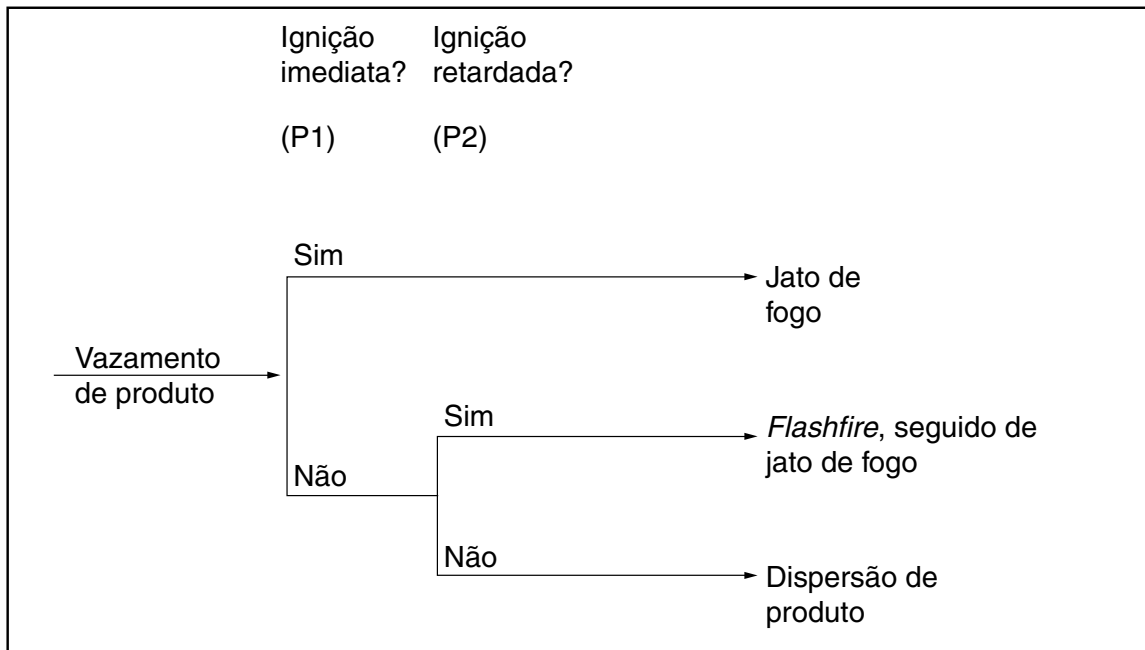 Ignição
imediata?
Ignição
retardada?
(P1)
(P2)
Sim
Jato de
fogo
Vazamento
de produto
Sim
Flashfire, seguido de
jato de fogo
Não
Não
Dispersão de
produto